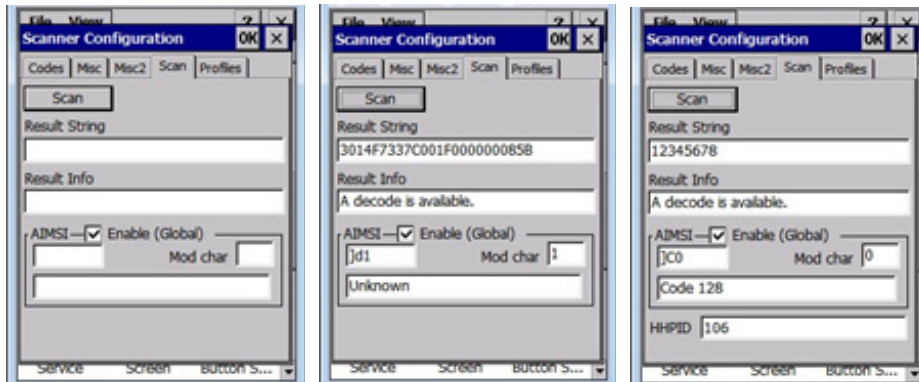 File View ? ×
Scanner Configuration OK ×
Codes Misc Misc2 Scan Profiles
Scan
Result String
Result Info
AIMSI Enable (Global)
Mod char
Service Screen Button S...
File View ? ×
Scanner Configuration OK ×
Codes Misc Misc2 Scan Profiles
Scan
Result String
3014F7337C001F000000085B
Result Info
A decode is available.
AIMSI Enable (Global)
]d1 Mod char 1
Unknown
Service Screen Button S...
File View ? ×
Scanner Configuration OK ×
Codes Misc Misc2 Scan Profiles
Scan
Result String
12345678
Result Info
A decode is available.
AIMSI Enable (Global)
]C0 Mod char 0
Code 128
HHPID 106
Service Screen Button S...